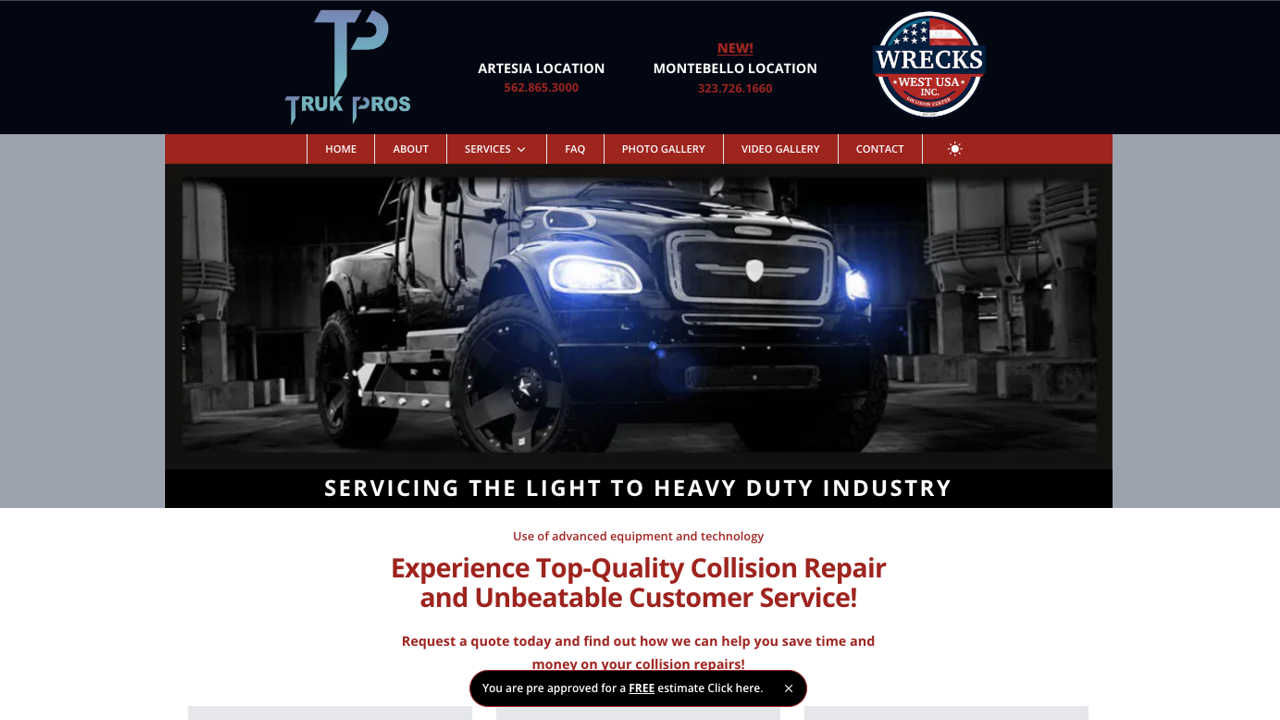 TRUK PROS
ARTESIA LOCATION
562.865.3000
NEW!
MONTEBELLO LOCATION
323.726.1660
WRECKS
WEST USA
INC.
COLLISION CENTER
HOME
ABOUT
SERVICES
FAQ
PHOTO GALLERY
VIDEO GALLERY
CONTACT
SERVICING THE LIGHT TO HEAVY DUTY INDUSTRY
Use of advanced equipment and technology
Experience Top-Quality Collision Repair
and Unbeatable Customer Service!
Request a quote today and find out how we can help you save time and
money on your collision repairs!
You are pre approved for a FREE estimate Click here.